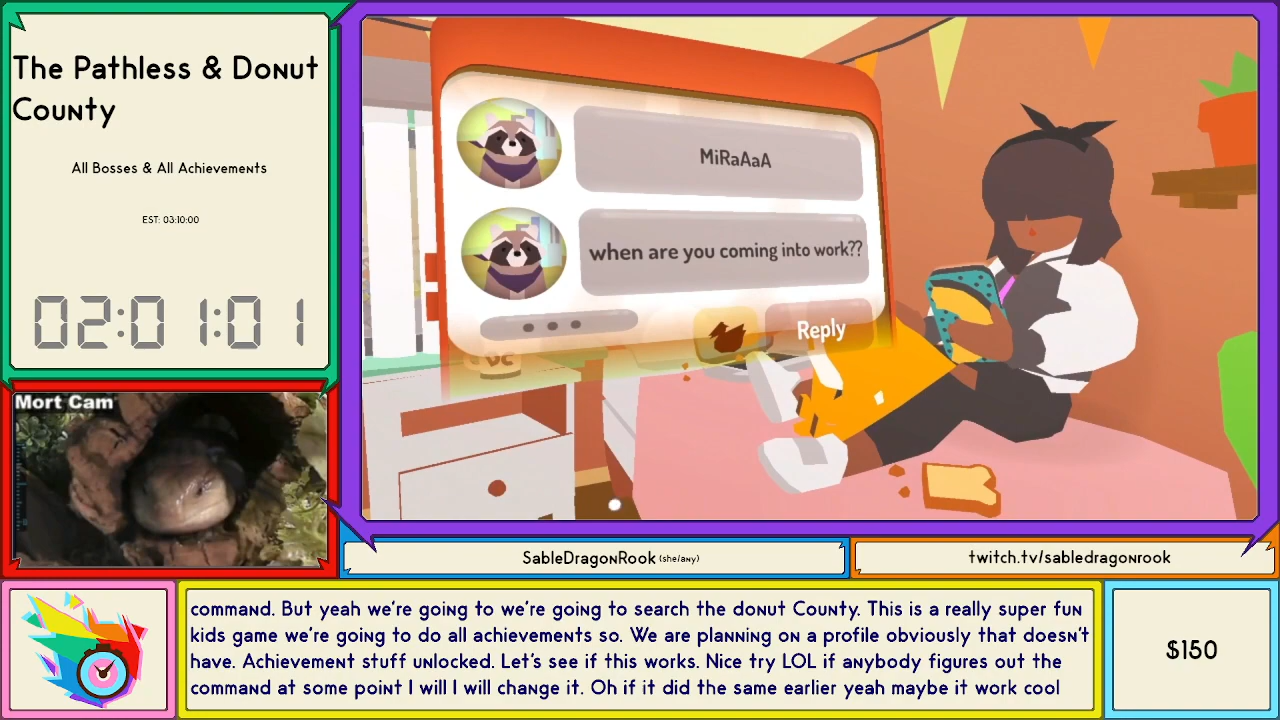 The Pathless & Donut
County
All Bosses & All Achievements
EST: 03:10:00
02:01:01
Mort Cam
MiRaAaA
when are you coming into work??
Reply
VC
SableDragonRook (she/any)
twitch.tv/sabledragonrook
command. But yeah we're going to we're going to search the donut County. This is a really super fun
kids game we're going to do all achievements so. We are planning on a profile obviously that doesn't
have. Achievement stuff unlocked. Let's see if this works. Nice try LOL if anybody figures out the
command at some point I will I will change it. Oh if it did the same earlier yeah maybe it work cool
$150